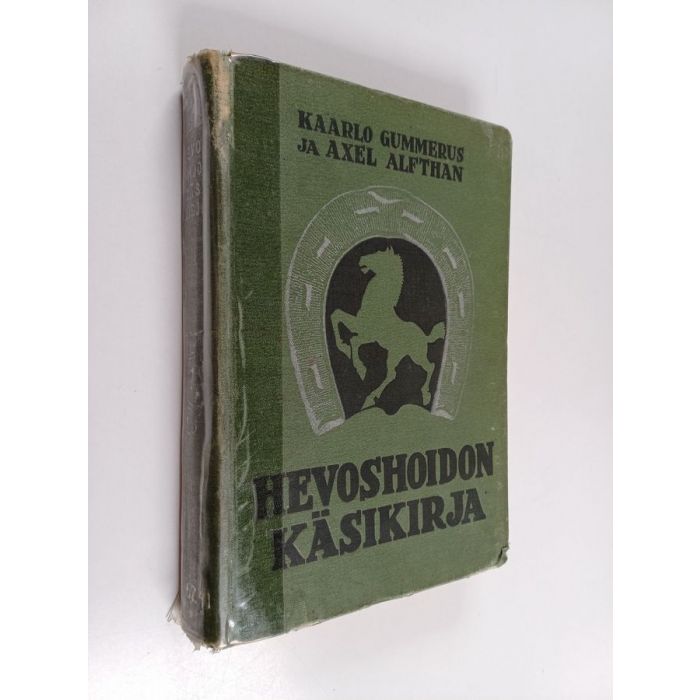 KAARLO GUMMERUS
JA AXEL ALFTHAN
HEVOSHOIDON
KÄSIKIRJA